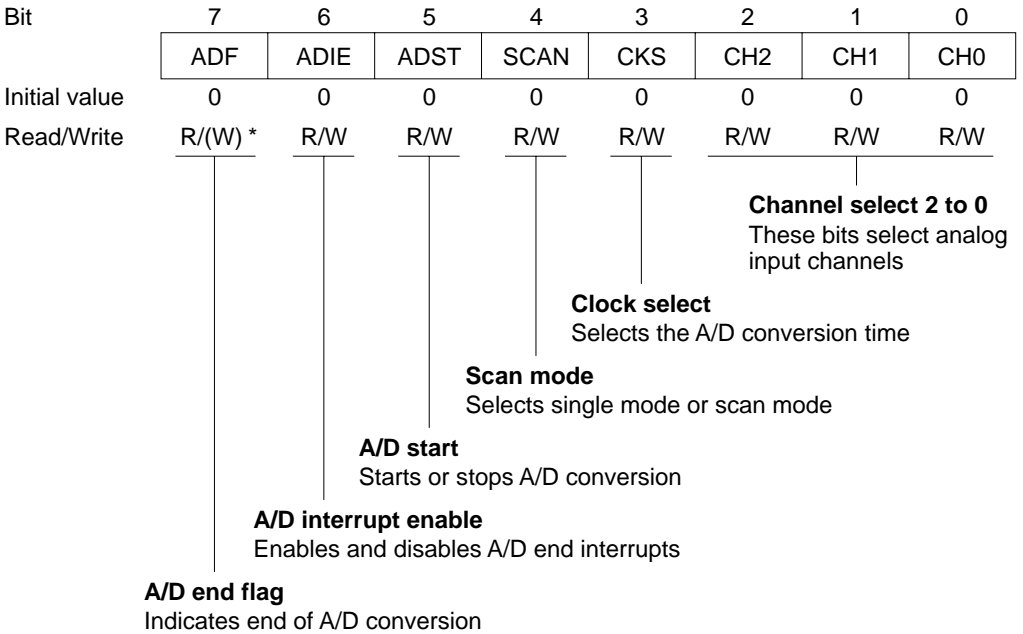 Bit 7 6 5 4 3 2 1 0
ADF ADIE ADST SCAN CKS CH2 CH1 CH0
Initial value 0 0 0 0 0 0 0 0
Read/Write R/(W) * R/W R/W R/W R/W R/W R/W R/W
Channel select 2 to 0
These bits select analog
input channels
Clock select
Selects the A/D conversion time
Scan mode
Selects single mode or scan mode
A/D start
Starts or stops A/D conversion
A/D interrupt enable
Enables and disables A/D end interrupts
A/D end flag
Indicates end of A/D conversion